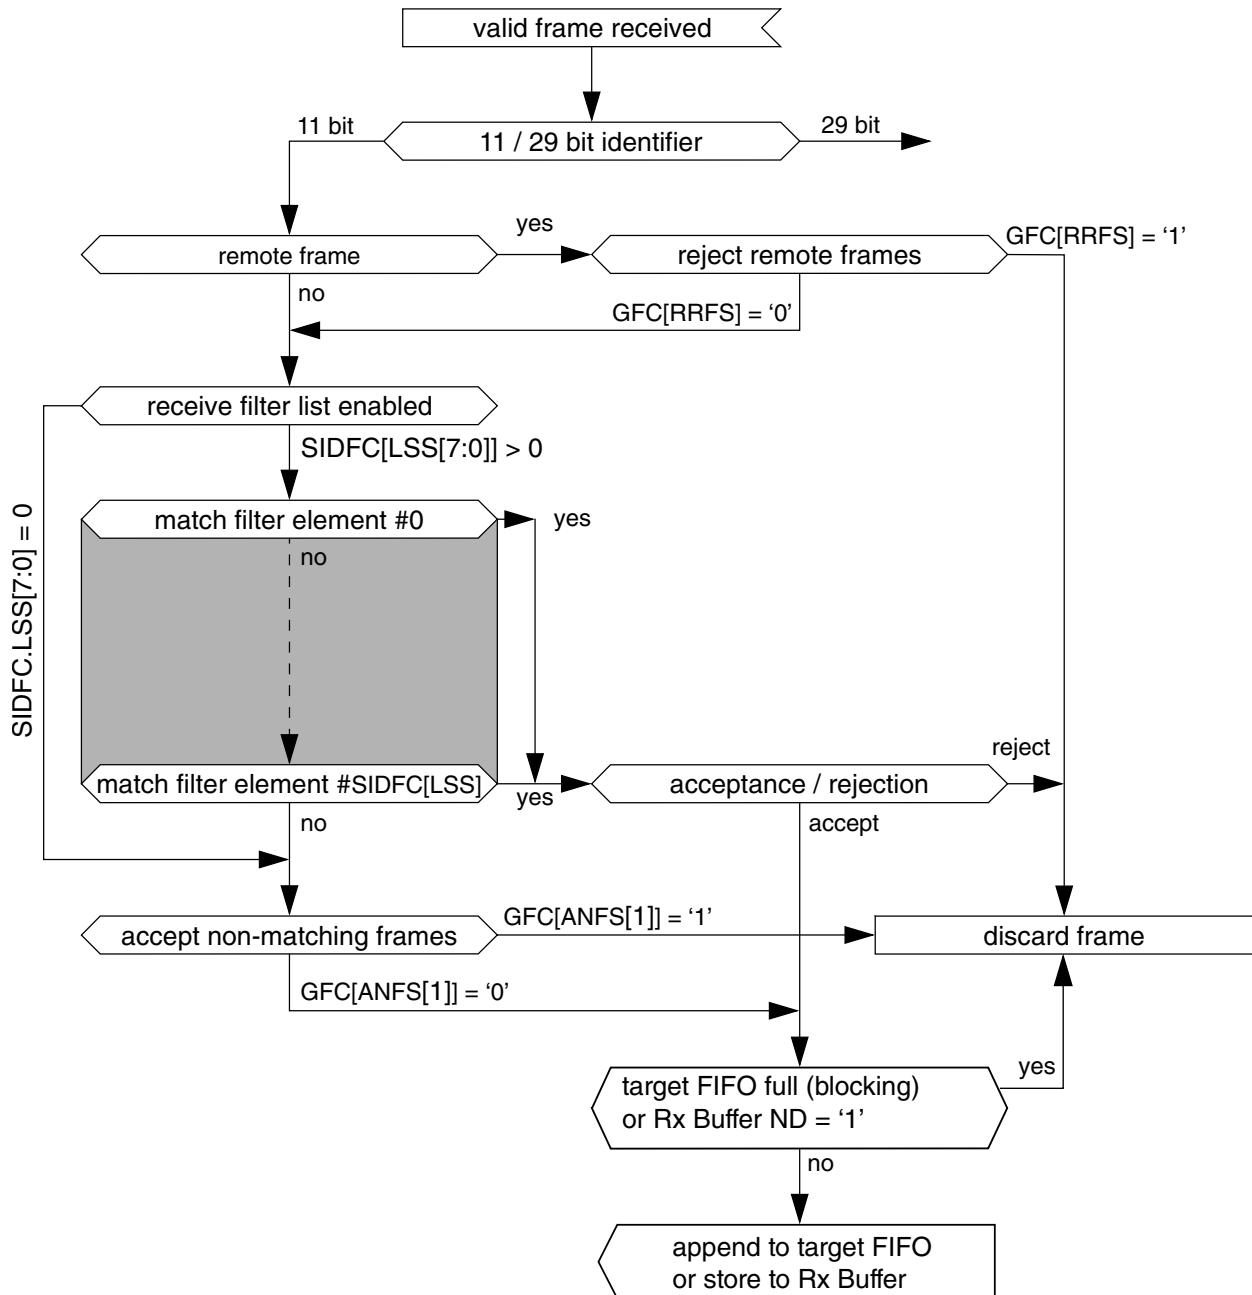 valid frame received
11 bit
11 / 29 bit identifier
29 bit
remote frame
yes
reject remote frames
GFC[RRFS] = ‘1’
no
GFC[RRFS] = ‘0’
receive filter list enabled
SIDFC[LSS[7:0]] > 0
SIDFC.LSS[7:0] = 0
match filter element #0
yes
no
match filter element #SIDFC[LSS]
yes
acceptance / rejection
reject
no
accept
accept non-matching frames
GFC[ANFS[1]] = ‘1’
discard frame
GFC[ANFS[1]] = ‘0’
target FIFO full (blocking)
or Rx Buffer ND = ‘1’
yes
no
append to target FIFO
or store to Rx Buffer